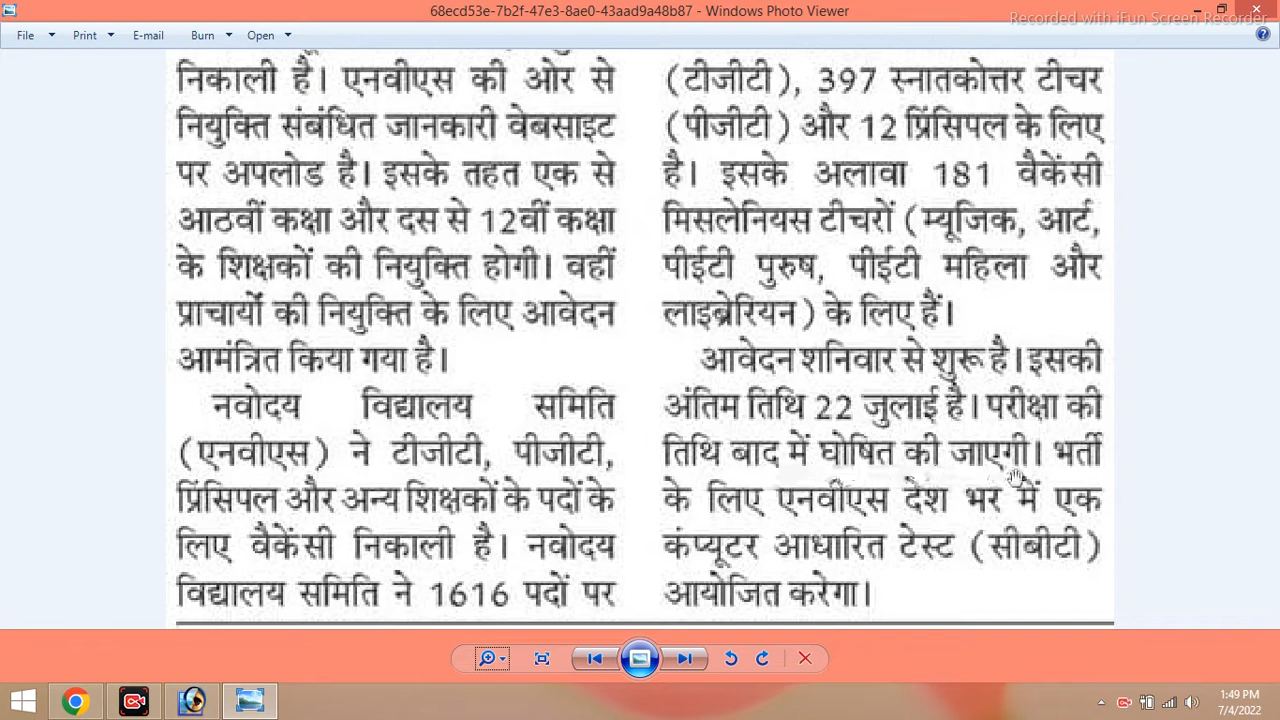 68ecd53e-7b2f-47e3-8ae0-43aad9a48b87 - Windows Photo Viewer
Recorded with iFun Screen Recorder
File Print E-mail Burn Open
निकाली है। एनवीएस की ओर से
नियुक्ति संबंधित जानकारी वेबसाइट
पर अपलोड है। इसके तहत एक से
आठवीं कक्षा और दस से 12वीं कक्षा
के शिक्षकों की नियुक्ति होगी। वहीं
प्राचार्यों की नियुक्ति के लिए आवेदन
आमंत्रित किया गया है।
नवोदय विद्यालय समिति
(एनवीएस) ने टीजीटी, पीजीटी,
प्रिंसिपल और अन्य शिक्षकों के पदों के
लिए वैकेंसी निकाली है। नवोदय
विद्यालय समिति ने 1616 पदों पर
(टीजीटी), 397 स्नातकोत्तर टीचर
(पीजीटी) और 12 प्रिंसिपल के लिए
है। इसके अलावा 181 वैकेंसी
मिसलेनियस टीचरों (म्यूजिक, आर्ट,
पीईटी पुरुष, पीईटी महिला और
लाइब्रेरियन) के लिए हैं।
आवेदन शनिवार से शुरू है। इसकी
अंतिम तिथि 22 जुलाई है। परीक्षा की
तिथि बाद में घोषित की जाएगी। भर्ती
के लिए एनवीएस देश भर में एक
कंप्यूटर आधारित टेस्ट (सीबीटी)
आयोजित करेगा।
1:49 PM
7/4/2022